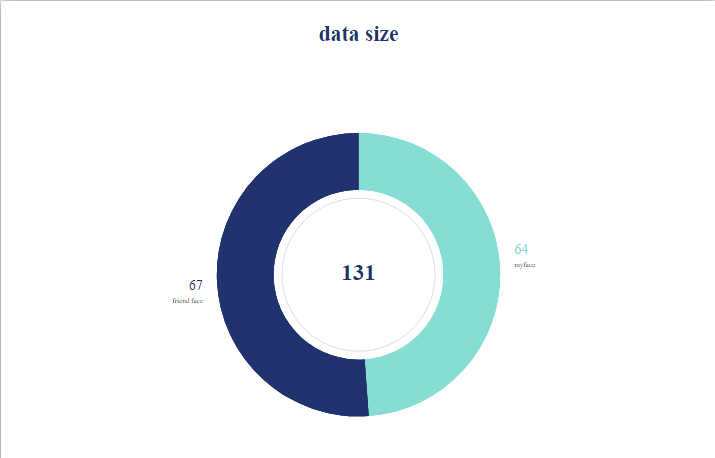 data size
64
myface
131
67
friend face